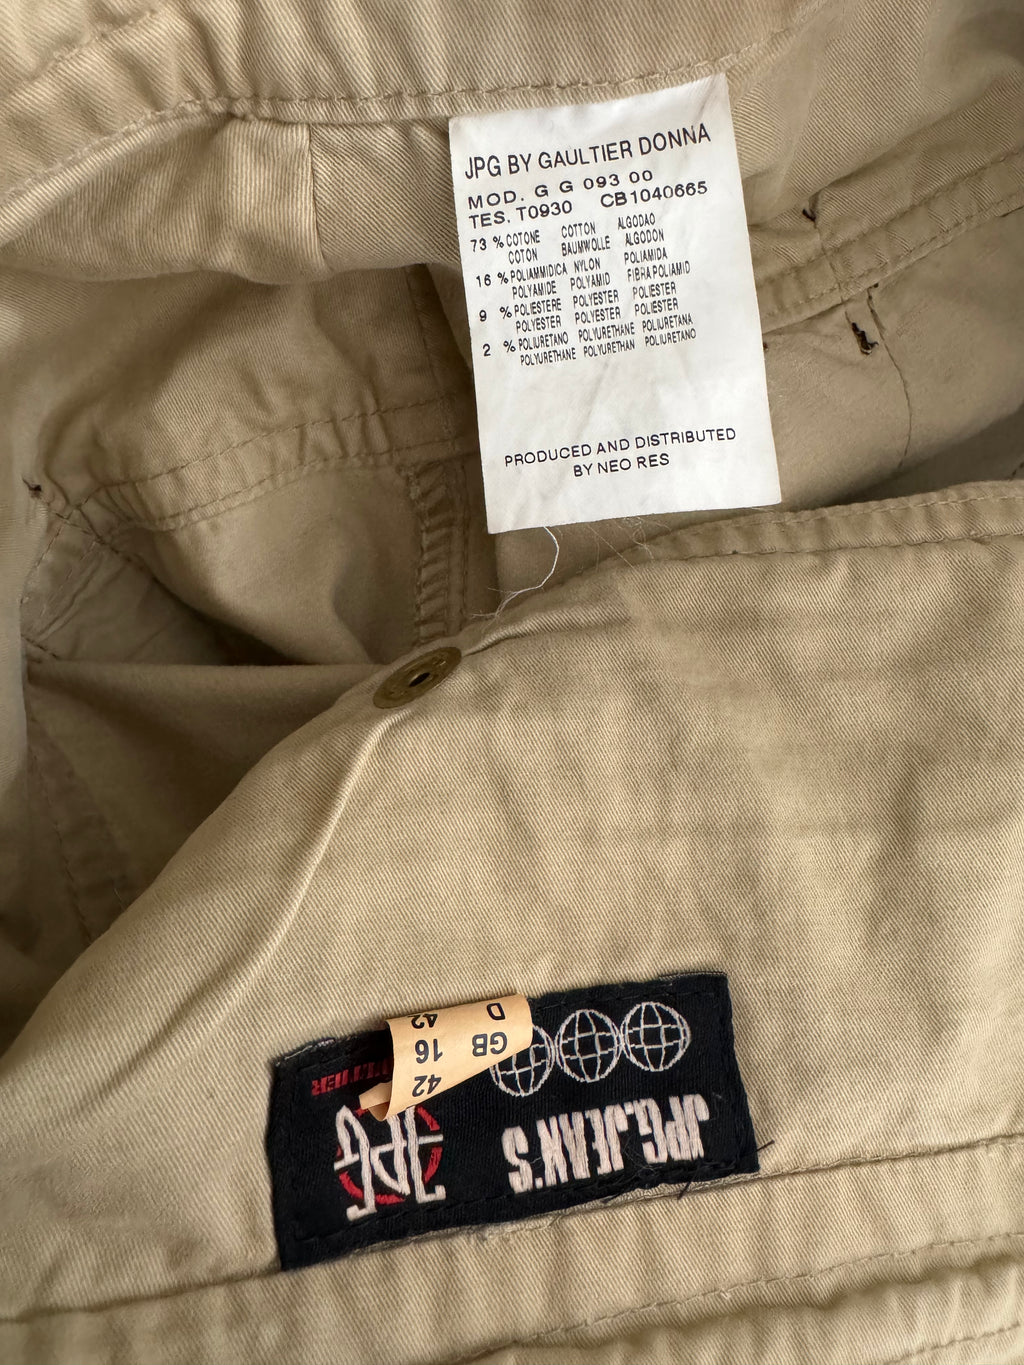 JPG BY GAULTIER DONNA
MOD. G G 093 00
TES. T0930 CB1040665
73 % COTONE COTTON ALGODAO
COTON BAUMWOLLE ALGODON
16 % POLIAMMIDICA NYLON POLIAMIDA
POLYAMIDE POLYAMID FIBRAPOLIAMID
9 % POLIESTERE POLYESTER POLIESTER
POLYESTER POLYESTER POLIESTER
2 % POLIURETANO POLYURETHANE POLIURETANA
POLYURETHANE POLYURETHAN POLIURETANO
PRODUCED AND DISTRIBUTED
BY NEO RES
JPG.JEAN'S
JPG
D 42
GB 16
42